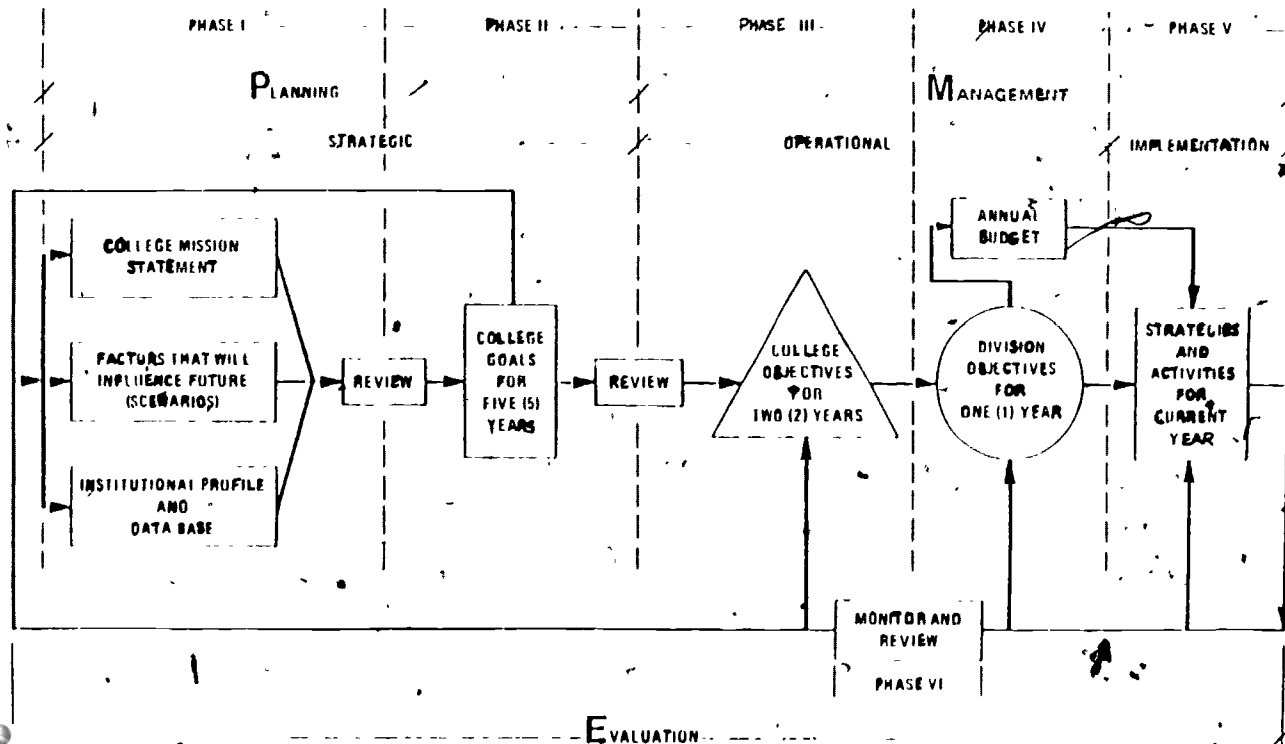 PHASE I
PHASE II
PHASE III
PHASE IV
PHASE V
PLANNING
MANAGEMENT
STRATEGIC
OPERATIONAL
IMPLEMENTATION
COLLEGE MISSION
STATEMENT
FACTORS THAT WILL
INFLUENCE FUTURE
(SCENARIOS)
INSTITUTIONAL PROFILE
AND
DATA BASE
REVIEW
COLLEGE
GOALS
FOR
FIVE (5)
YEARS
REVIEW
COLLEGE
OBJECTIVES
FOR
TWO (2) YEARS
ANNUAL
BUDGET
DIVISION
OBJECTIVES
FOR
ONE (1) YEAR
STRATEGIES
AND
ACTIVITIES
FOR
CURRENT
YEAR
MONITOR AND
REVIEW
PHASE VI
EVALUATION